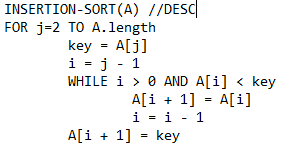 INSERTION-SORT(A) //DESC
FOR j=2 TO A.length
key = A[j]
i = j - 1
WHILE i > 0 AND A[i] < key
A[i + 1] = A[i]
i = i - 1
A[i + 1] = key